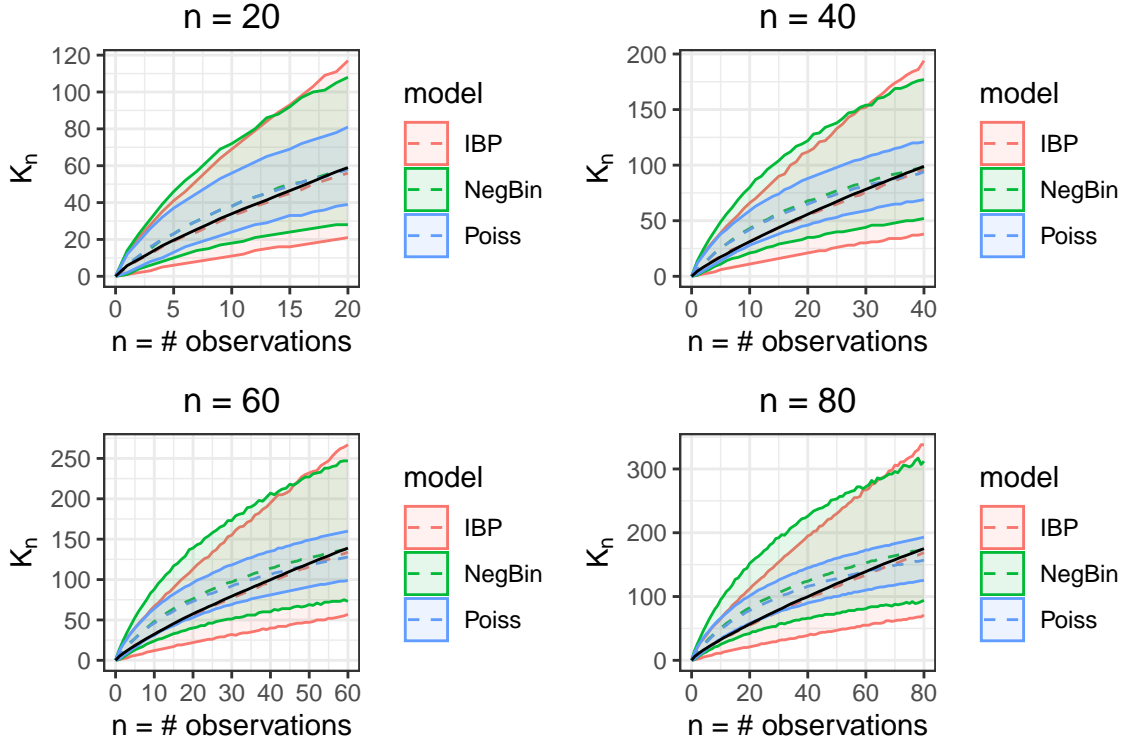 n = 20
120
100
80
60
40
20
0
K_n
0 5 10 15 20
n = # observations
model
IBP
NegBin
Poiss
n = 40
200
150
100
50
0
K_n
0 10 20 30 40
n = # observations
model
IBP
NegBin
Poiss
n = 60
250
200
150
100
50
0
K_n
0 10 20 30 40 50 60
n = # observations
model
IBP
NegBin
Poiss
n = 80
300
200
100
0
K_n
0 20 40 60 80
n = # observations
model
IBP
NegBin
Poiss